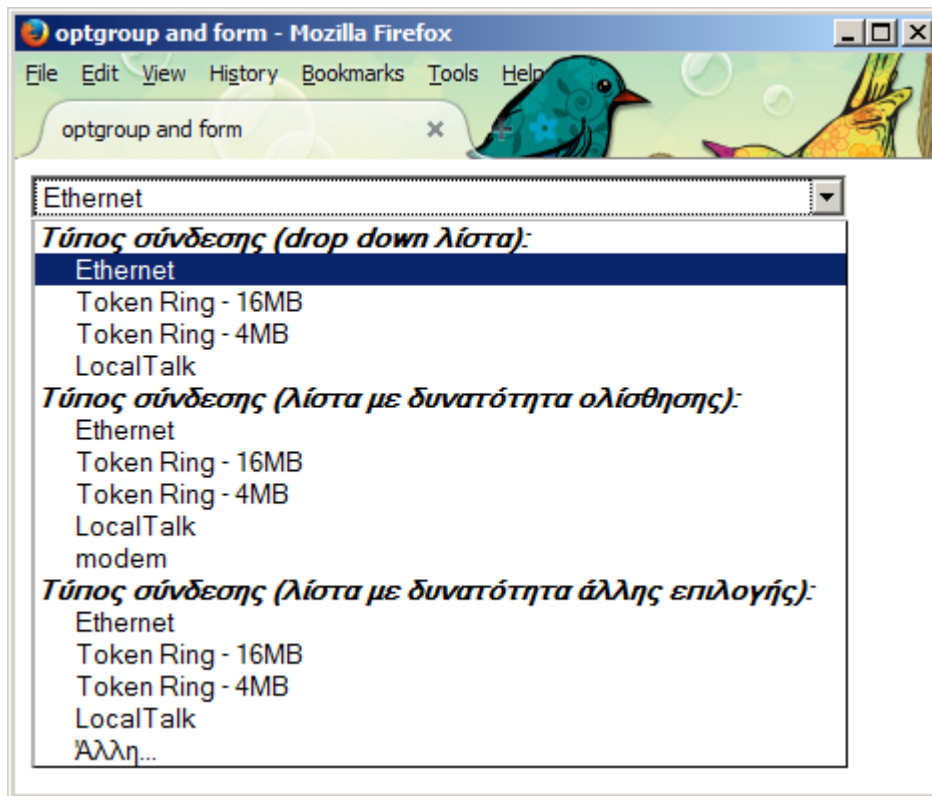 optgroup and form - Mozilla Firefox
File Edit View History Bookmarks Tools Help
optgroup and form
Ethernet
Τύπος σύνδεσης (drop down λίστα):
Ethernet
Token Ring - 16MB
Token Ring - 4MB
LocalTalk
Τύπος σύνδεσης (λίστα με δυνατότητα ολίσθησης):
Ethernet
Token Ring - 16MB
Token Ring - 4MB
LocalTalk
modem
Τύπος σύνδεσης (λίστα με δυνατότητα άλλης επιλογής):
Ethernet
Token Ring - 16MB
Token Ring - 4MB
LocalTalk
Άλλη...